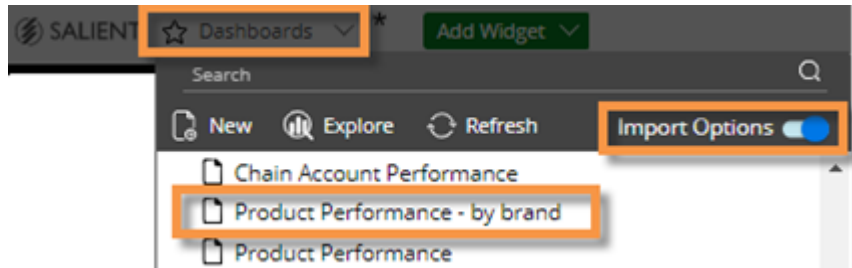 SALIENT Dashboards * Add Widget
Search
New Explore Refresh Import Options
Chain Account Performance
Product Performance - by brand
Product Performance